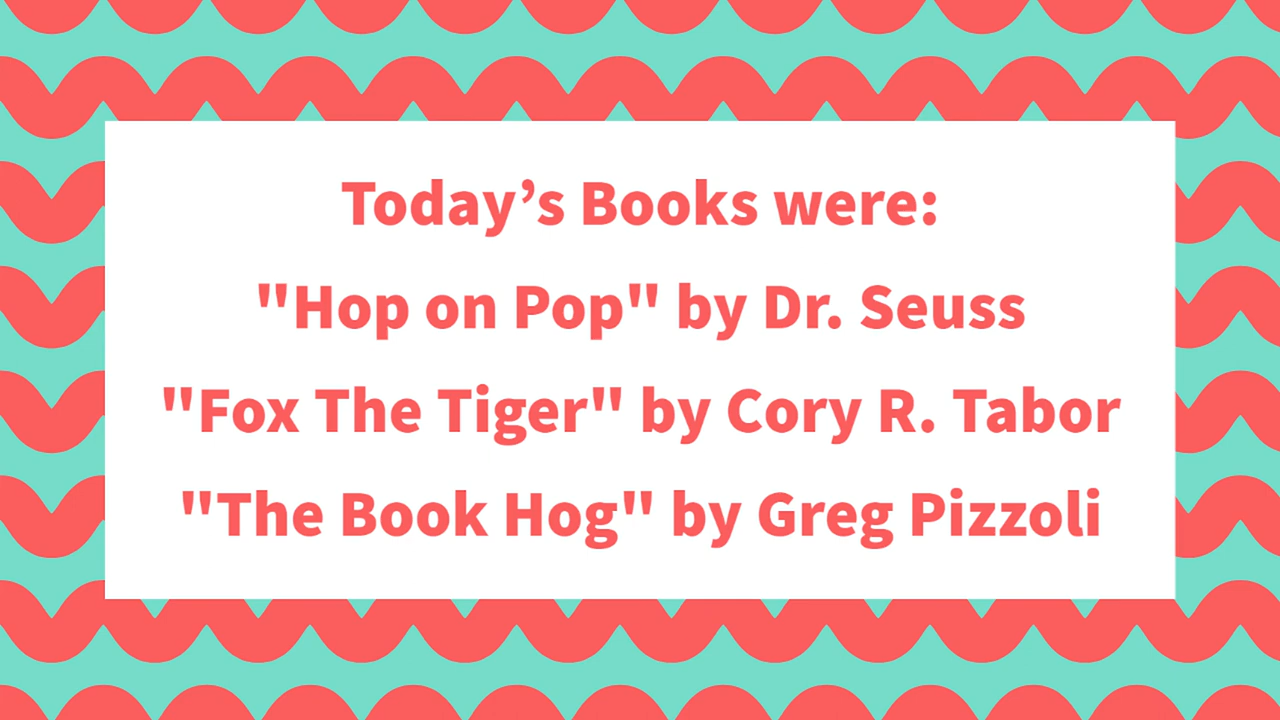 Today’s Books were:
"Hop on Pop" by Dr. Seuss
"Fox The Tiger" by Cory R. Tabor
"The Book Hog" by Greg Pizzoli